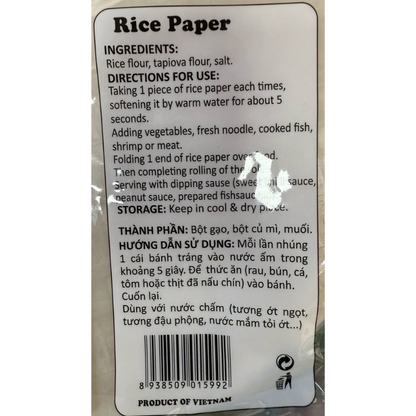 Rice Paper
INGREDIENTS:
Rice flour, tapiova flour, salt.
DIRECTIONS FOR USE:
Taking 1 piece of rice paper each times,
softening it by warm water for about 5
seconds.
Adding vegetables, fresh noodle, cooked fish,
shrimp or meat.
Folding 1 end of rice paper over
Then completing rolling of the
Serving with dipping sause (sweet sauce,
peanut sause, prepared fishsauce
STORAGE: Keep in cool & dry place.
THÀNH PHẦN: Bột gạo, bột củ mì, muối.
HƯỚNG DẪN SỬ DỤNG: Mỗi lần nhúng
1 cái bánh tráng vào nước ấm trong
khoảng 5 giây. Để thức ăn (rau, bún, cá,
tôm hoặc thịt đã nấu chín) vào bánh.
Cuốn lại.
Dùng với nước chấm (tương ớt ngọt,
tương đậu phộng, nước mắm tỏi ớt...)
8 938509 015992
PRODUCT OF VIETNAM